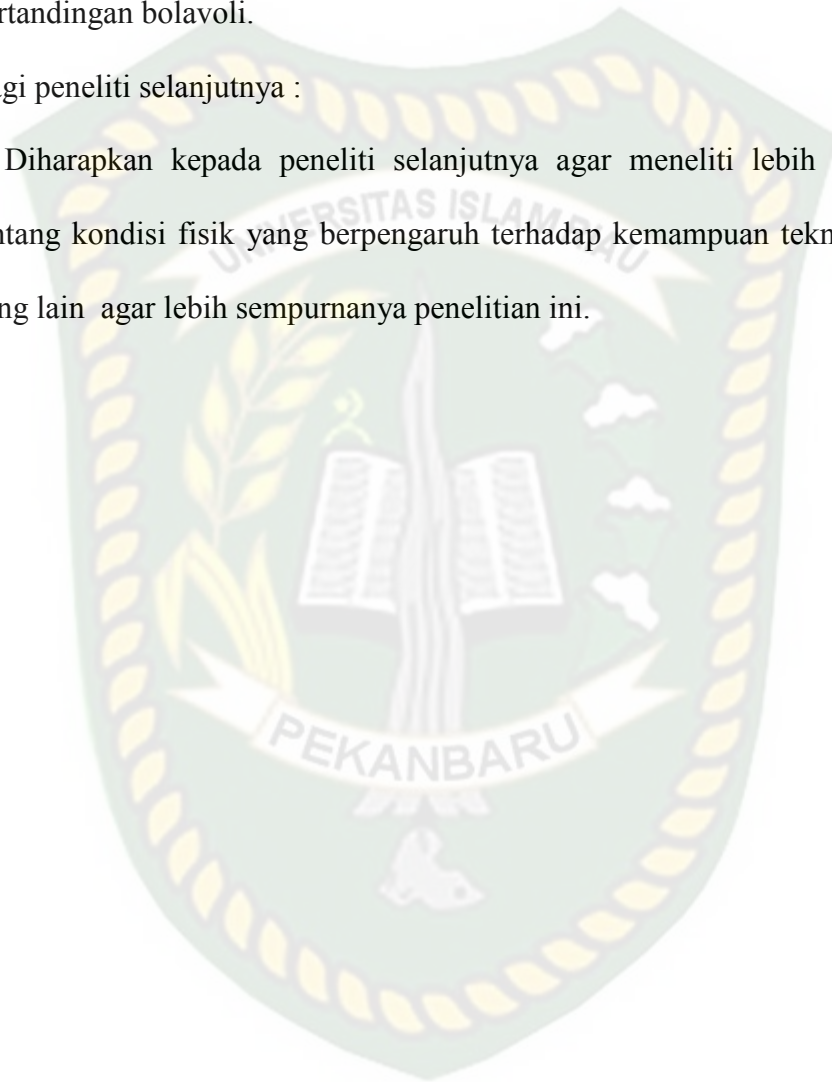 rtandingan bolavoli.
gi peneliti selanjutnya :
Diharapkan kepada peneliti selanjutnya agar meneliti lebih
ntang kondisi fisik yang berpengaruh terhadap kemampuan tekn
ng lain agar lebih sempurnanya penelitian ini.
UNIVERSITAS ISLAM RIAU
PEKANBARU